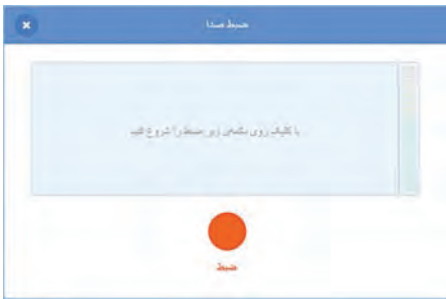 ضبط صدا
با کلیک روی دکمه‌ی زیر ضبط را شروع کنید
ضبط